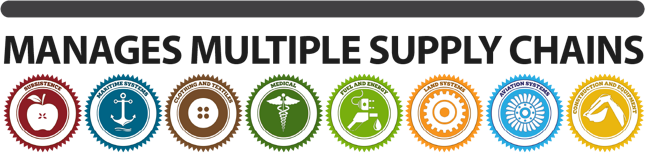 MANAGES MULTIPLE SUPPLY CHAINS
SUBSISTENCE
MARITIME SYSTEMS
CLOTHING AND TEXTILES
MEDICAL
FUEL AND ENERGY
LAND SYSTEMS
AVIATION SYSTEMS
CONSTRUCTION AND EQUIPMENT